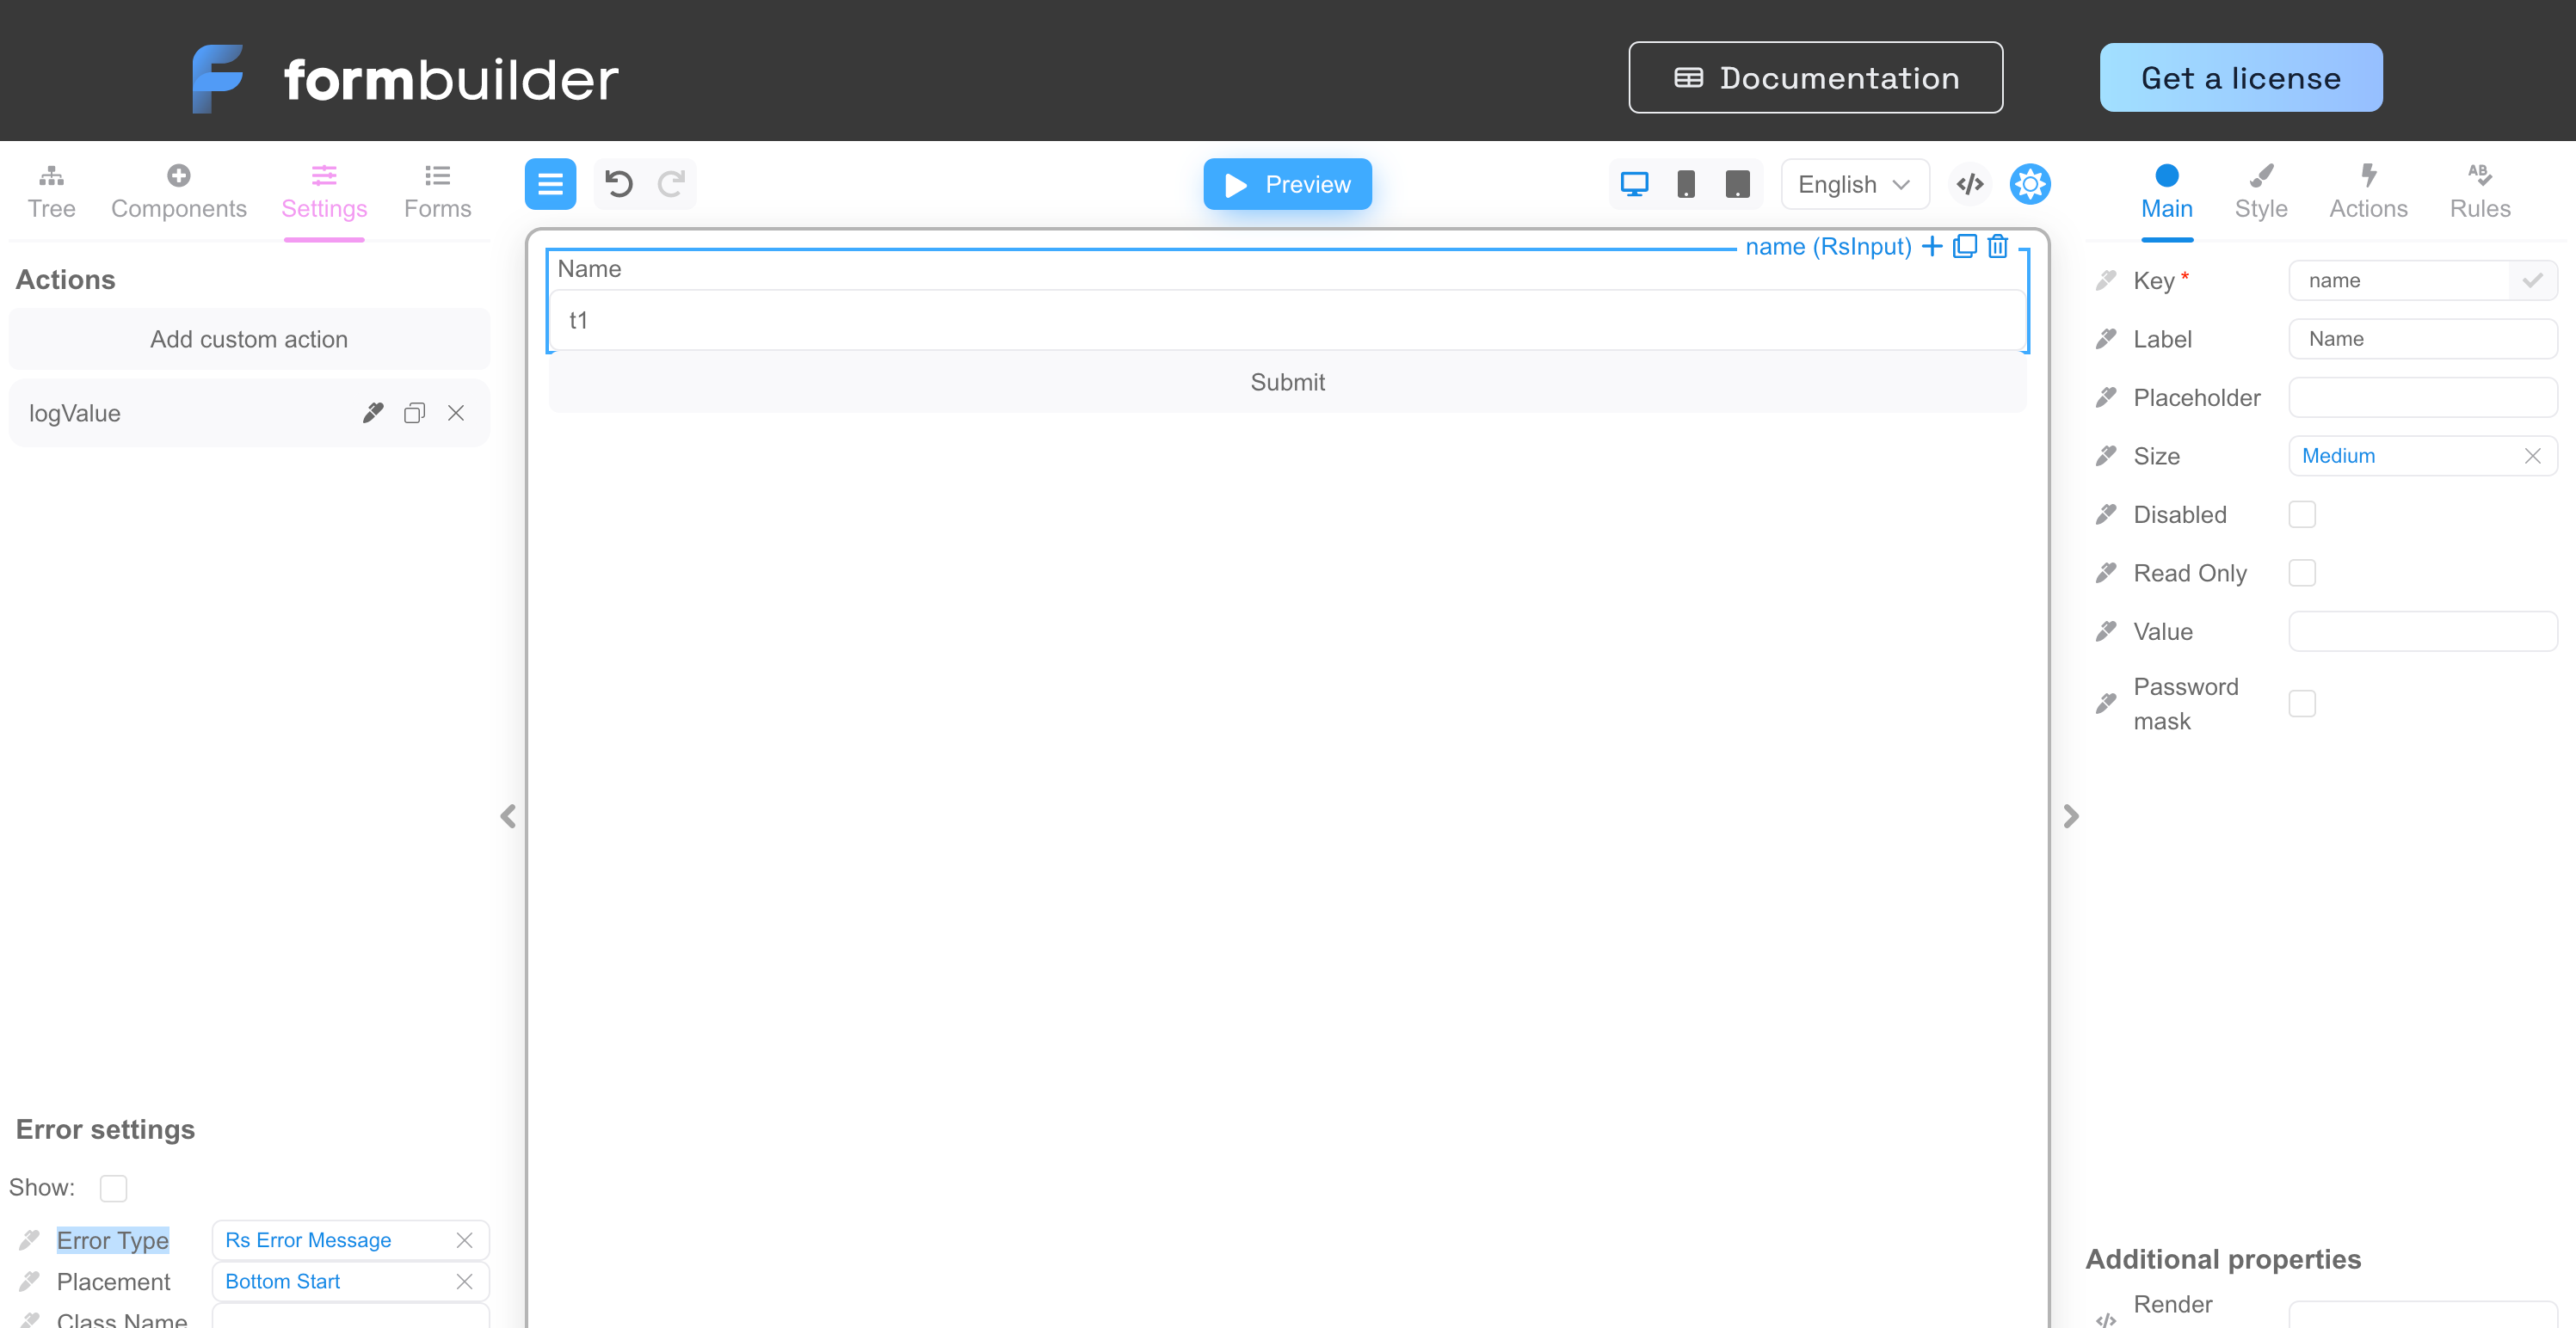 formbuilder
Documentation
Get a license
Tree
Components
Settings
Forms
Preview
English
Main
Style
Actions
Rules
Actions
Add custom action
logValue
Error settings
Show:
Error Type
Rs Error Message
Placement
Bottom Start
Class Name
name (RsInput)
Name
t1
Submit
Key *
name
Label
Name
Placeholder
Size
Medium
Disabled
Read Only
Value
Password
mask
Additional properties
Render